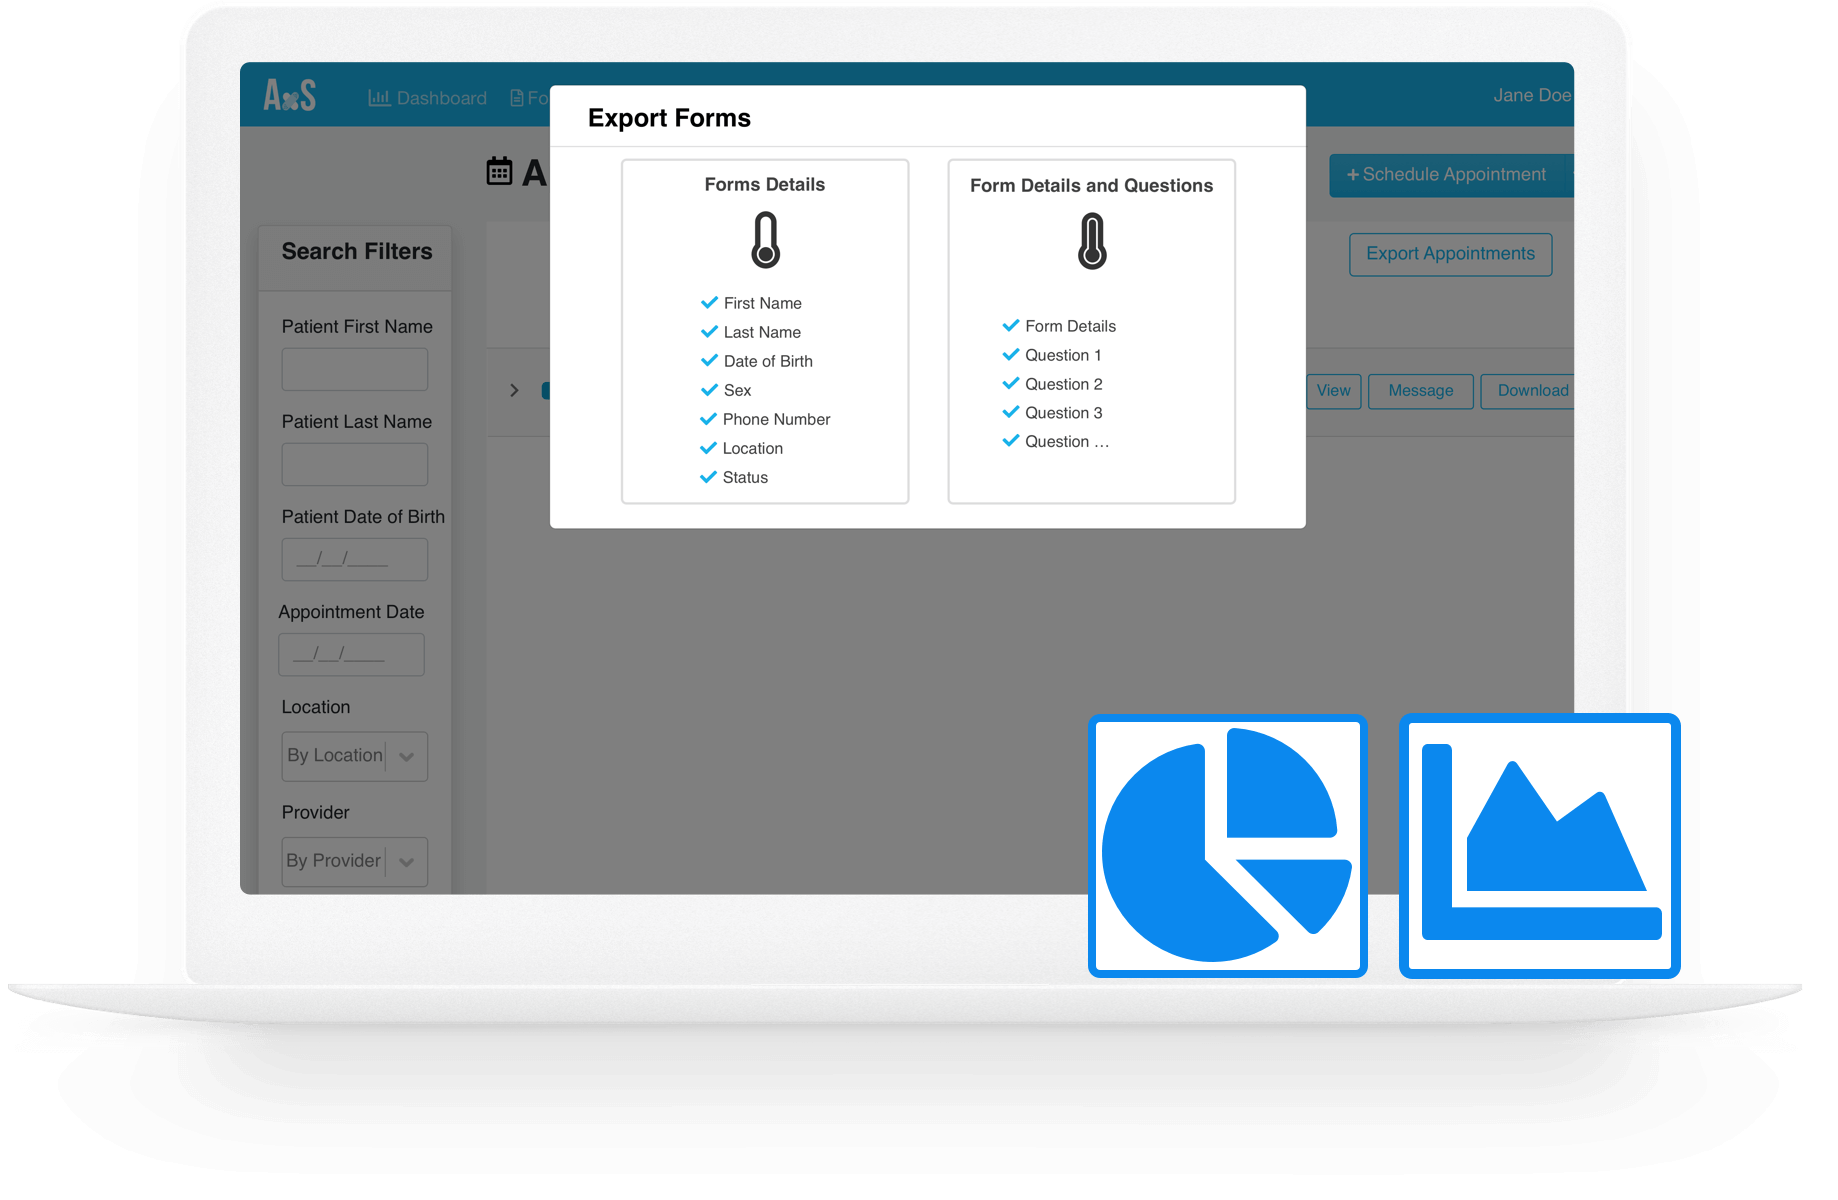 AxS
Dashboard
Fo
Jane Doe
Export Forms
A
+ Schedule Appointment
Forms Details
Form Details and Questions
Search Filters
Export Appointments
First Name
Last Name
Date of Birth
Sex
Phone Number
Location
Status
Form Details
Question 1
Question 2
Question 3
Question ...
Patient First Name
View
Message
Download
Patient Last Name
Patient Date of Birth
__/__/____
Appointment Date
__/__/____
Location
By Location
Provider
By Provider